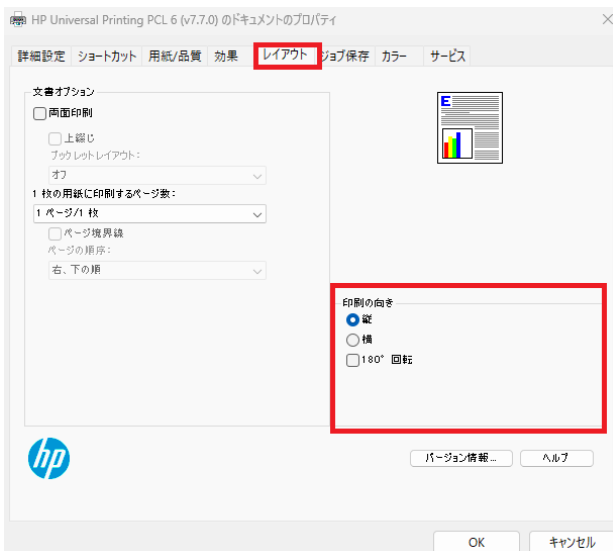 HP Universal Printing PCL 6 (v7.7.0) のドキュメントのプロパティ
詳細設定 ショートカット 用紙/品質 効果 レイアウト ジョブ保存 カラー サービス
文書オプション
両面印刷
上綴じ
ブックレットレイアウト:
オフ
1 枚の用紙に印刷するページ数:
1 ページ/1 枚
ページ境界線
ページの順序:
右、下の順
E
印刷の向き
縦
横
180° 回転
hp
バージョン情報...
ヘルプ
OK
キャンセル